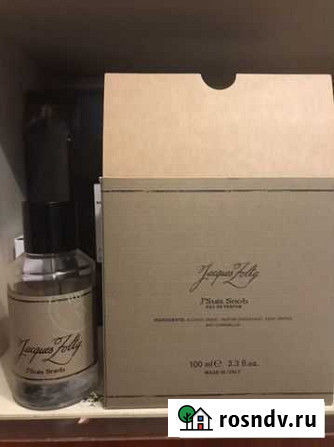 Jacques Zolty
J'Suis Snob
EAU DE PARFUM
100 ml ℮ 3.3 fl.oz.
MADE IN ITALY
Jacques Zolty
J'Suis Snob
rosndv.ru